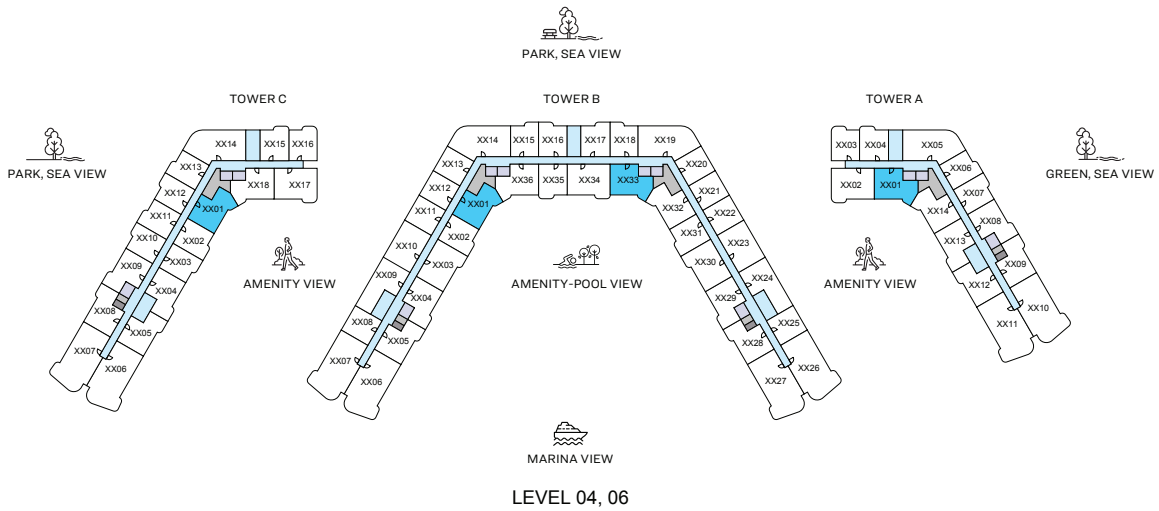 PARK, SEA VIEW
TOWER C
TOWER B
TOWER A
PARK, SEA VIEW
GREEN, SEA VIEW
XX14
XX15
XX16
XX13
XX18
XX17
XX12
XX01
XX11
XX02
XX10
XX03
XX09
XX04
XX08
XX05
XX07
XX06
AMENITY VIEW
XX14
XX15
XX16
XX17
XX18
XX19
XX13
XX36
XX35
XX34
XX33
XX20
XX12
XX01
XX32
XX21
XX11
XX02
XX31
XX22
XX10
XX03
XX30
XX23
XX09
XX04
XX29
XX24
XX08
XX05
XX28
XX25
XX07
XX06
XX27
XX26
AMENITY-POOL VIEW
XX03
XX04
XX05
XX02
XX01
XX06
XX14
XX07
XX13
XX08
XX12
XX09
XX11
XX10
AMENITY VIEW
MARINA VIEW
LEVEL 04, 06